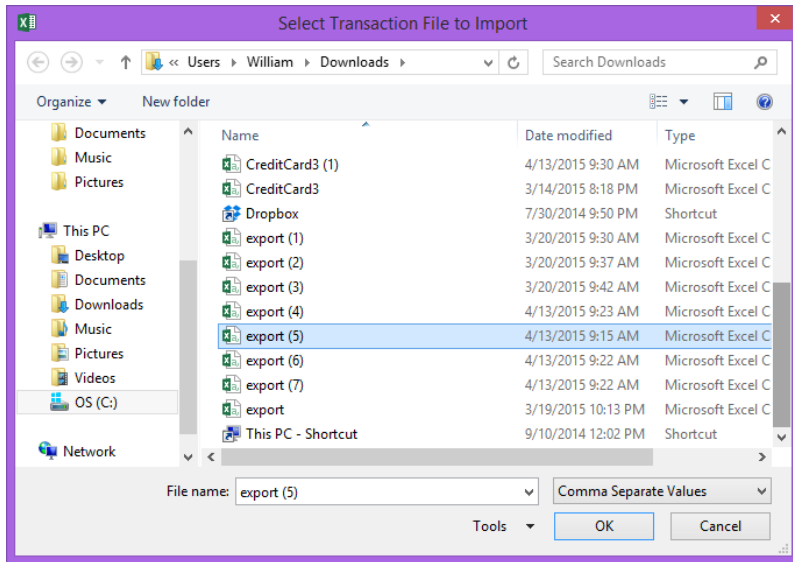 Select Transaction File to Import
« Users William Downloads Search Downloads
Organize New folder
Documents
Music
Pictures
This PC
Desktop
Documents
Downloads
Music
Pictures
Videos
OS (C:)
Network
Name Date modified Type
CreditCard3 (1) 4/13/2015 9:30 AM Microsoft Excel C
CreditCard3 3/14/2015 8:18 PM Microsoft Excel C
Dropbox 7/30/2014 9:50 PM Shortcut
export (1) 3/20/2015 9:30 AM Microsoft Excel C
export (2) 3/20/2015 9:37 AM Microsoft Excel C
export (3) 3/20/2015 9:42 AM Microsoft Excel C
export (4) 4/13/2015 9:23 AM Microsoft Excel C
export (5) 4/13/2015 9:15 AM Microsoft Excel C
export (6) 4/13/2015 9:22 AM Microsoft Excel C
export (7) 4/13/2015 9:22 AM Microsoft Excel C
export 3/19/2015 10:13 PM Microsoft Excel C
This PC - Shortcut 9/10/2014 12:02 PM Shortcut
File name: export (5) Comma Separate Values
Tools OK Cancel